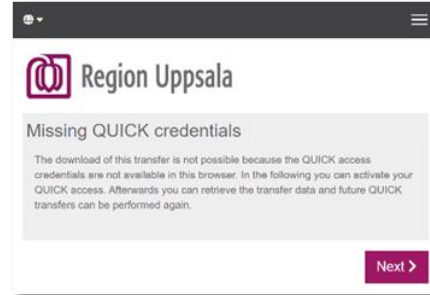 Region Uppsala
Missing QUICK credentials
The download of this transfer is not possible because the QUICK access
credentials are not available in this browser. In the following you can activate your
QUICK access. Afterwards you can retrieve the transfer data and future QUICK
transfers can be performed again.
Next